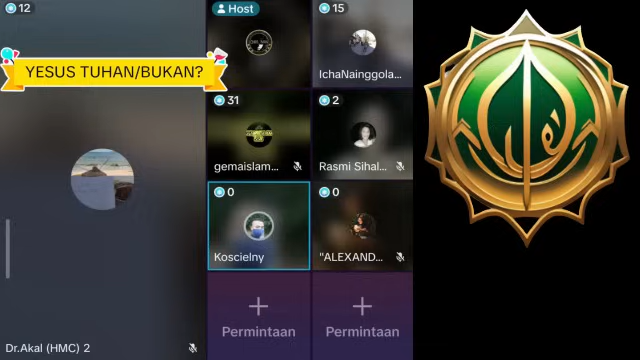 12
YESUS TUHAN/BUKAN?
Dr.Akal (HMC) 2
Host
15
IchaNainggola...
31
gemaislam...
2
Rasmi Sihal...
0
Koscielny
0
"ALEXAND...
Permintaan
Permintaan